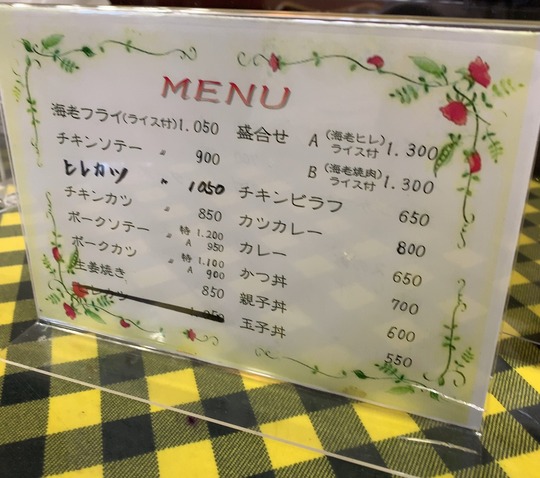 MENU
海老フライ(ライス付) 1.050
チキンソテー 〃 900
ヒレカツ 〃 1050
チキンカツ 〃 850
ポークソテー 〃 特 1.200
A 950
ポークカツ 〃 特 1.100
A 900
生姜焼き 〃 850
盛合せ A (海老ヒレ) ライス付 1.300
B (海老焼肉) ライス付 1.300
チキンピラフ 650
カツカレー 800
カレー 650
かつ丼 700
親子丼 600
玉子丼 550